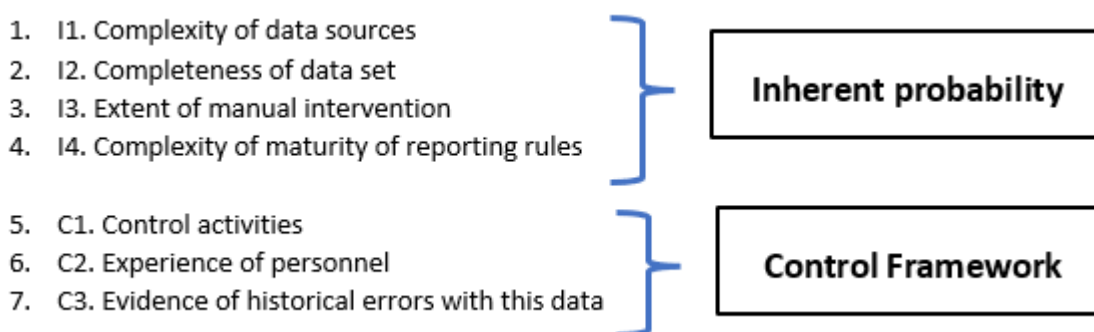 1. I1. Complexity of data sources
2. I2. Completeness of data set
3. I3. Extent of manual intervention
4. I4. Complexity of maturity of reporting rules
Inherent probability
5. C1. Control activities
6. C2. Experience of personnel
7. C3. Evidence of historical errors with this data
Control Framework